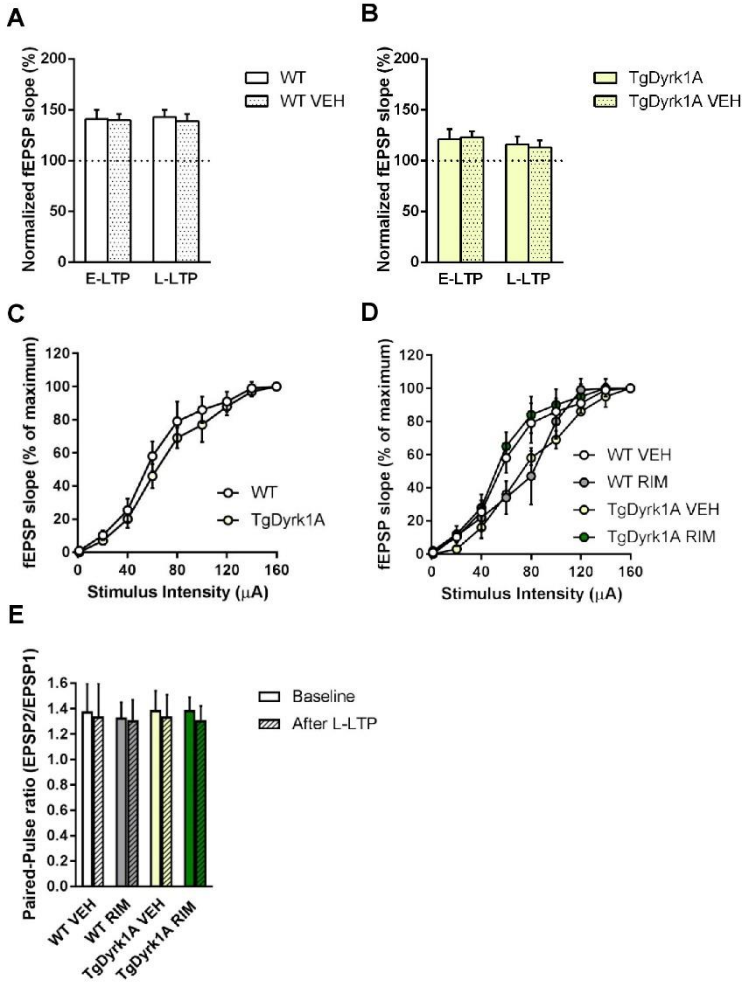 A
Normalized fEPSP slope (%)
200
150
100
50
0
E-LTP L-LTP
WT
WT VEH
B
Normalized fEPSP slope (%)
200
150
100
50
0
E-LTP L-LTP
TgDyrk1A
TgDyrk1A VEH
C
fEPSP slope (% of maximum)
120
100
80
60
40
20
0
0 40 80 120 160
Stimulus Intensity (μA)
WT
TgDyrk1A
D
fEPSP slope (% of maximum)
120
100
80
60
40
20
0
0 40 80 120 160
Stimulus Intensity (μA)
WT VEH
WT RIM
TgDyrk1A VEH
TgDyrk1A RIM
E
Paired-Pulse ratio (EPSP2/EPSP1)
1.6
1.4
1.2
1.0
0.8
0.6
0.4
0.2
0.0
WT VEH
WT RIM
TgDyrk1A VEH
TgDyrk1A RIM
Baseline
After L-LTP